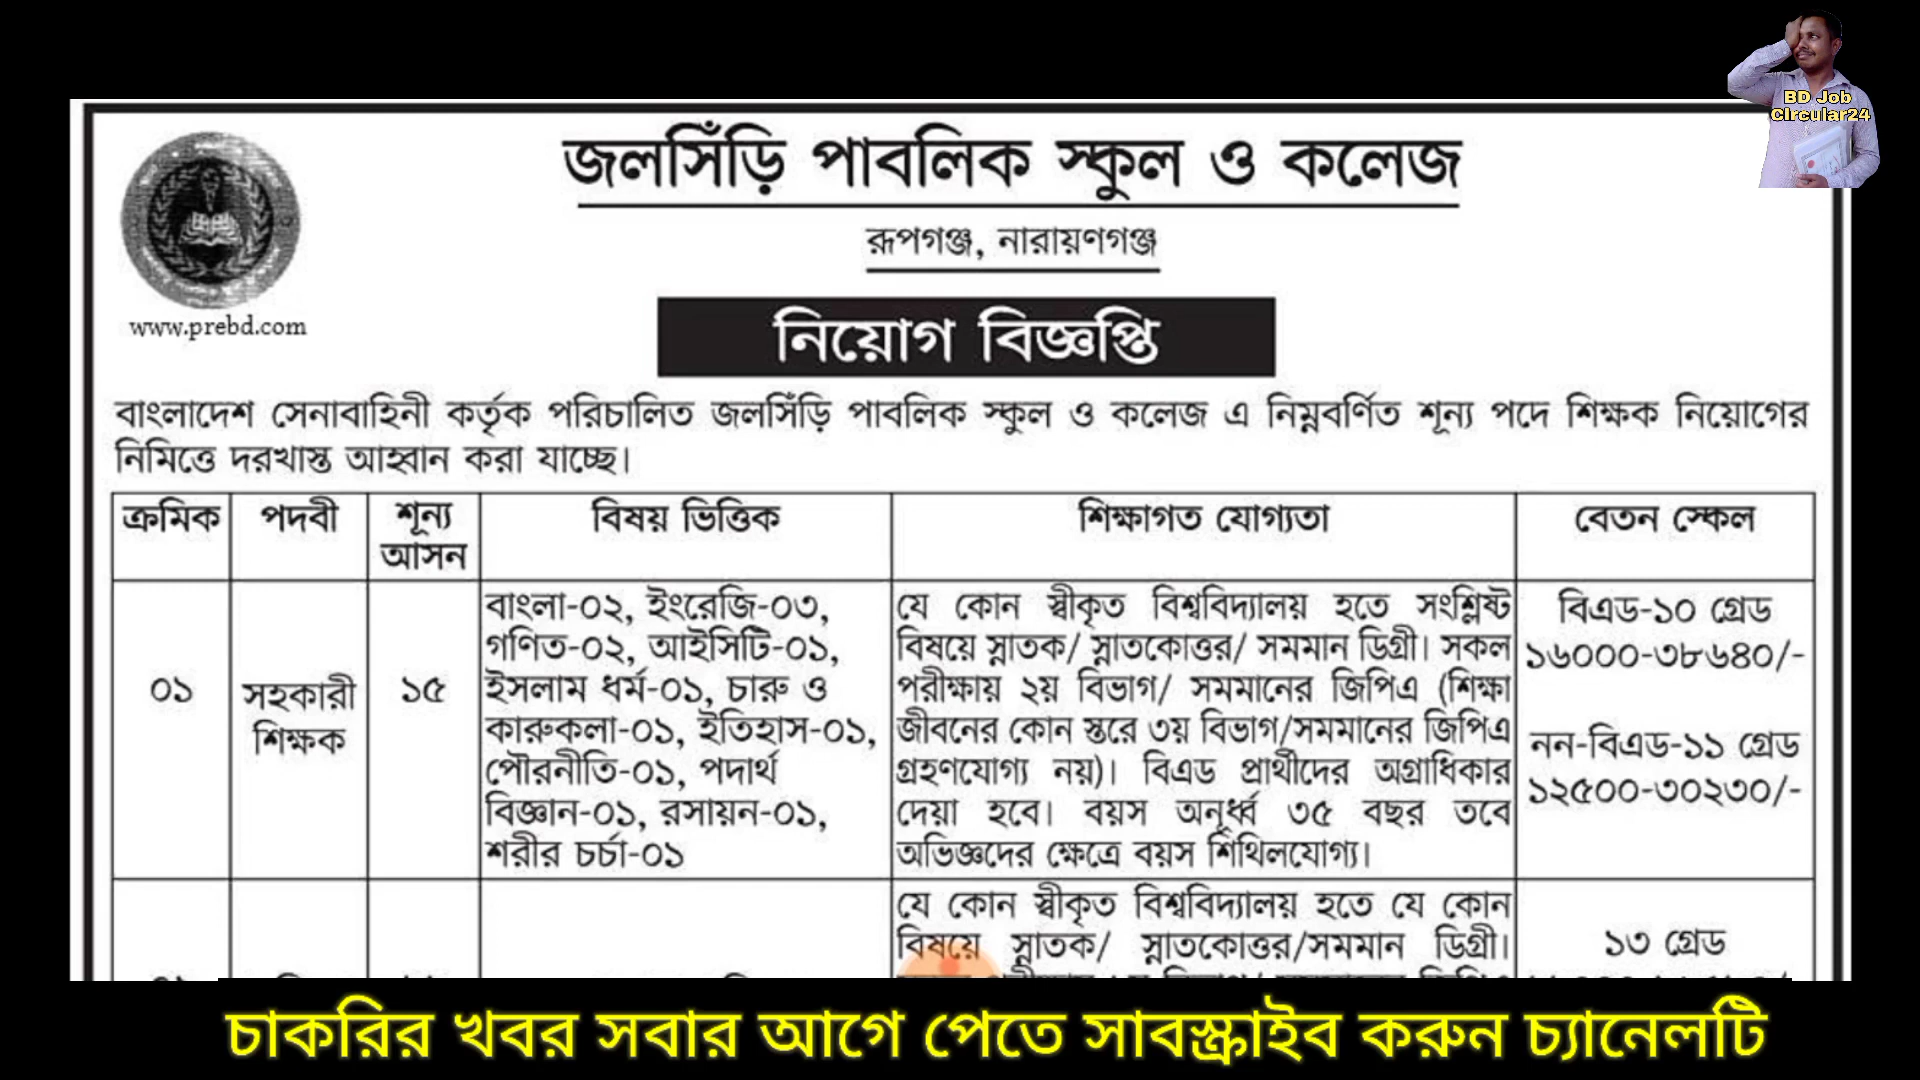 BD Job
Circular24
জলসিঁড়ি পাবলিক স্কুল ও কলেজ
রূপগঞ্জ, নারায়ণগঞ্জ
www.prebd.com
নিয়োগ বিজ্ঞপ্তি
বাংলাদেশ সেনাবাহিনী কর্তৃক পরিচালিত জলসিঁড়ি পাবলিক স্কুল ও কলেজ এ নিম্নবর্ণিত শূন্য পদে শিক্ষক নিয়োগের
নিমিত্তে দরখাস্ত আহ্বান করা যাচ্ছে।
ক্রমিক পদবী শূন্য আসন বিষয় ভিত্তিক শিক্ষাগত যোগ্যতা বেতন স্কেল
০১
সহকারী
শিক্ষক
১৫
বাংলা-০২, ইংরেজি-০৩,
গণিত-০২, আইসিটি-০১,
ইসলাম ধর্ম-০১, চারু ও
কারুকলা-০১, ইতিহাস-০১,
পৌরনীতি-০১, পদার্থ
বিজ্ঞান-০১, রসায়ন-০১,
শরীর চর্চা-০১
যে কোন স্বীকৃত বিশ্ববিদ্যালয় হতে সংশ্লিষ্ট
বিষয়ে স্নাতক/ স্নাতকোত্তর/ সমমান ডিগ্রী। সকল
পরীক্ষায় ২য় বিভাগ/ সমমানের জিপিএ (শিক্ষা
জীবনের কোন স্তরে ৩য় বিভাগ/সমমানের জিপিএ
গ্রহণযোগ্য নয়)। বিএড প্রার্থীদের অগ্রাধিকার
দেয়া হবে। বয়স অনূর্ধ্ব ৩৫ বছর তবে
অভিজ্ঞদের ক্ষেত্রে বয়স শিথিলযোগ্য।
বিএড-১০ গ্রেড
১৬০০০-৩৮৬৪০/-
নন-বিএড-১১ গ্রেড
১২৫০০-৩০২৩০/-
যে কোন স্বীকৃত বিশ্ববিদ্যালয় হতে যে কোন
বিষয়ে স্নাতক/ স্নাতকোত্তর/সমমান ডিগ্রী।
১৩ গ্রেড
চাকরির খবর সবার আগে পেতে সাবস্ক্রাইব করুন চ্যানেলটি